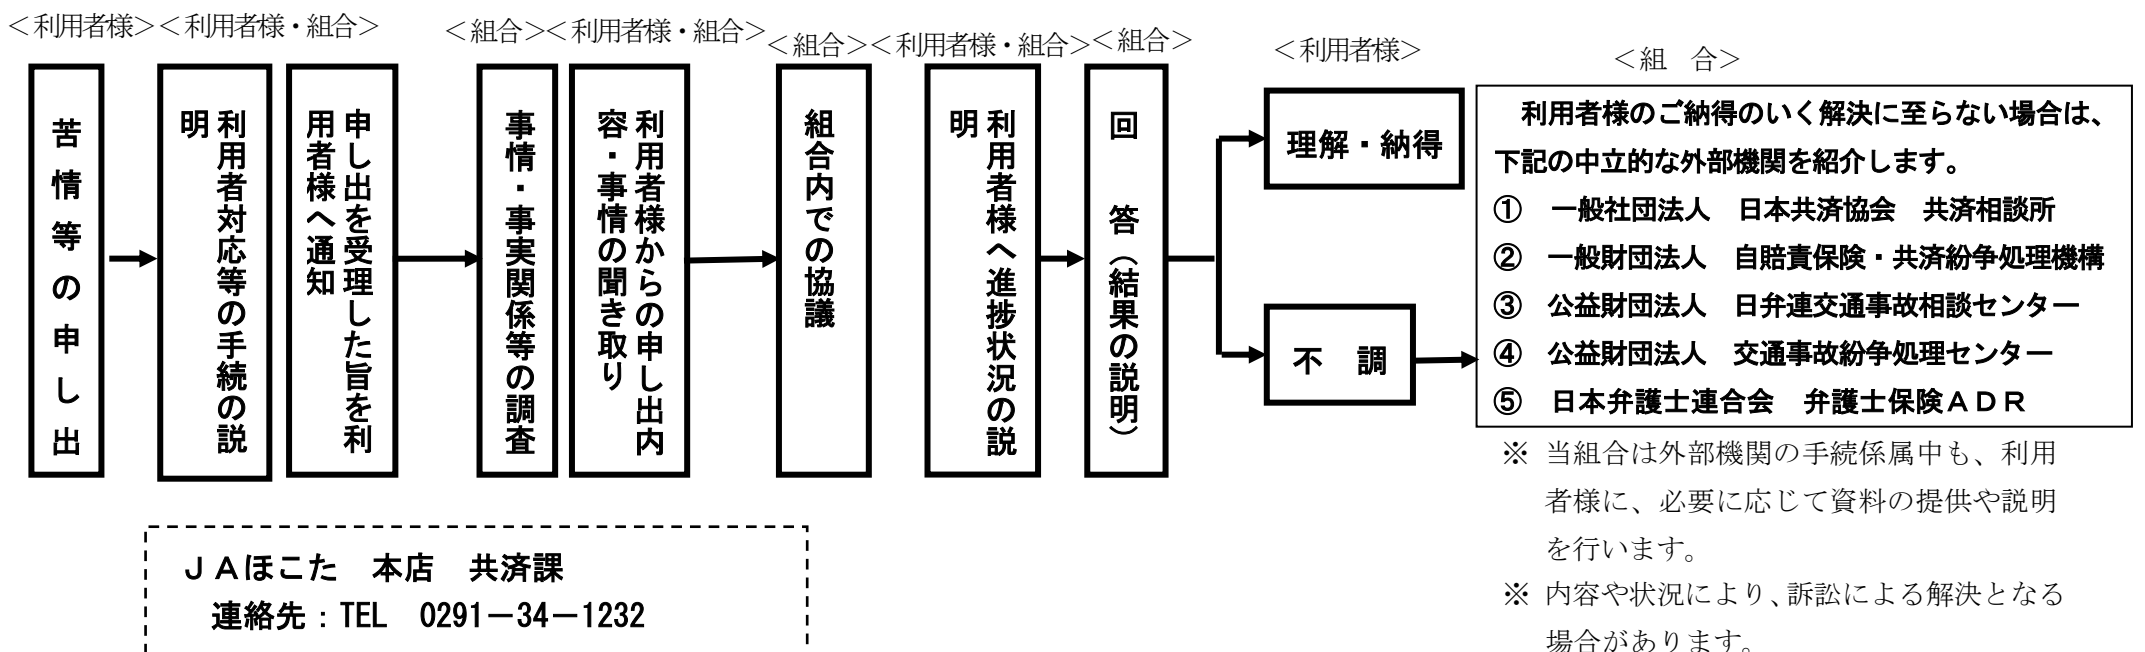 ＜利用者様＞
＜利用者様・組合＞
＜組合＞
＜利用者様・組合＞
＜組合＞
＜利用者様・組合＞
＜組合＞
＜利用者様＞
＜組　合＞
苦情等の申し出
利用者対応等の手続の説
明
申し出を受理した旨を利
用者様へ通知
事情・事実関係等の調査
利用者様からの申し出内
容・事情の聞き取り
組合内での協議
利用者様へ進捗状況の説
明
回　答（結果の説明）
理解・納得
不　調
利用者様のご納得のいく解決に至らない場合は、
下記の中立的な外部機関を紹介します。
①　一般社団法人　日本共済協会　共済相談所
②　一般財団法人　自賠責保険・共済紛争処理機構
③　公益財団法人　日弁連交通事故相談センター
④　公益財団法人　交通事故紛争処理センター
⑤　日本弁護士連合会　弁護士保険ＡＤＲ
※ 当組合は外部機関の手続係属中も、利用
者様に、必要に応じて資料の提供や説明
を行います。
※ 内容や状況により、訴訟による解決となる
場合があります。
ＪＡほこた　本店　共済課
連絡先：TEL　0291－34－1232